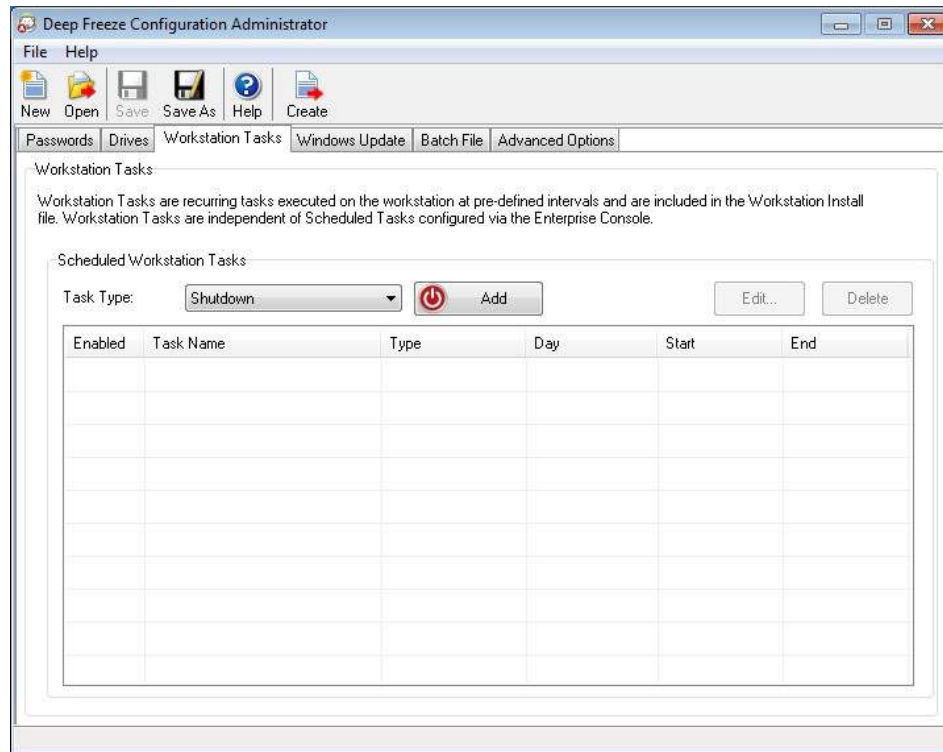 Deep Freeze Configuration Administrator
File Help
New Open Save Save As Help Create
Passwords Drives Workstation Tasks Windows Update Batch File Advanced Options
Workstation Tasks
Workstation Tasks are recurring tasks executed on the workstation at pre-defined intervals and are included in the Workstation Install
file. Workstation Tasks are independent of Scheduled Tasks configured via the Enterprise Console.
Scheduled Workstation Tasks
Task Type: Shutdown Add Edit... Delete
Enabled Task Name Type Day Start End